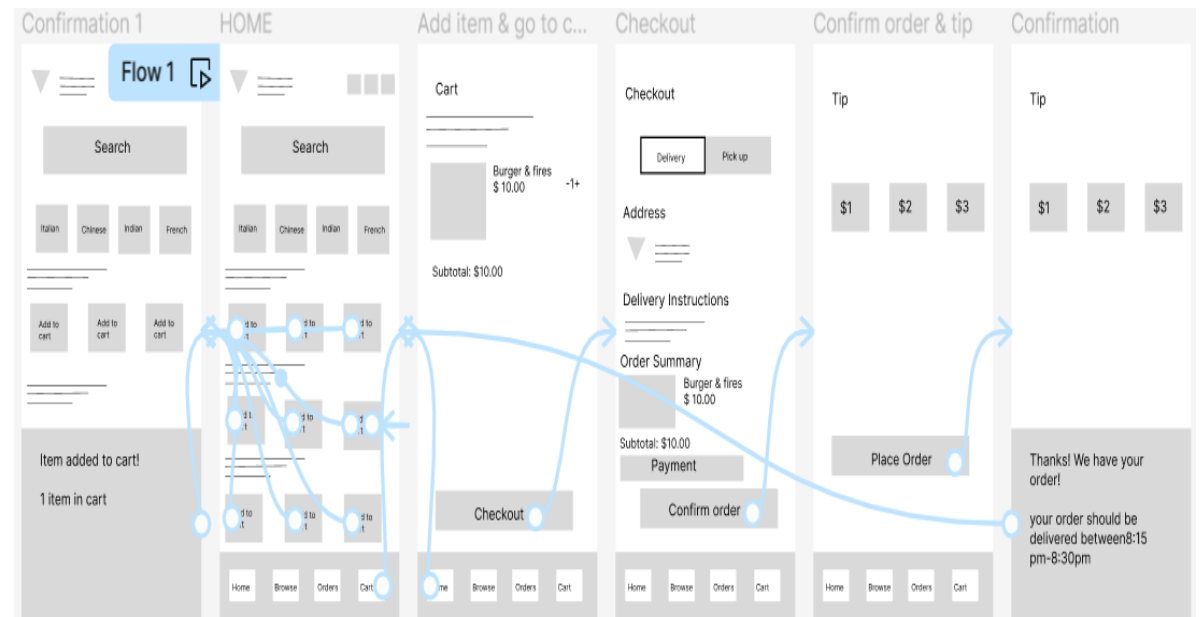 Confirmation 1
HOME
Add item & go to c...
Checkout
Confirm order & tip
Confirmation
Flow 1
Search
Italian
Chinese
Indian
French
Add to
cart
Add to
cart
Add to
cart
Item added to cart!
1 item in cart
Search
Italian
Chinese
Indian
French
Home
Browse
Orders
Cart
Cart
Burger & fires
$ 10.00
-1+
Subtotal: $10.00
Checkout
Browse
Orders
Cart
Checkout
Delivery
Pick up
Address
Delivery Instructions
Order Summary
Burger & fires
$ 10.00
Subtotal: $10.00
Payment
Confirm order
Home
Browse
Orders
Cart
Tip
$1
$2
$3
Place Order
Home
Browse
Orders
Cart
Tip
$1
$2
$3
Thanks! We have your
order!
your order should be
delivered between8:15
pm-8:30pm